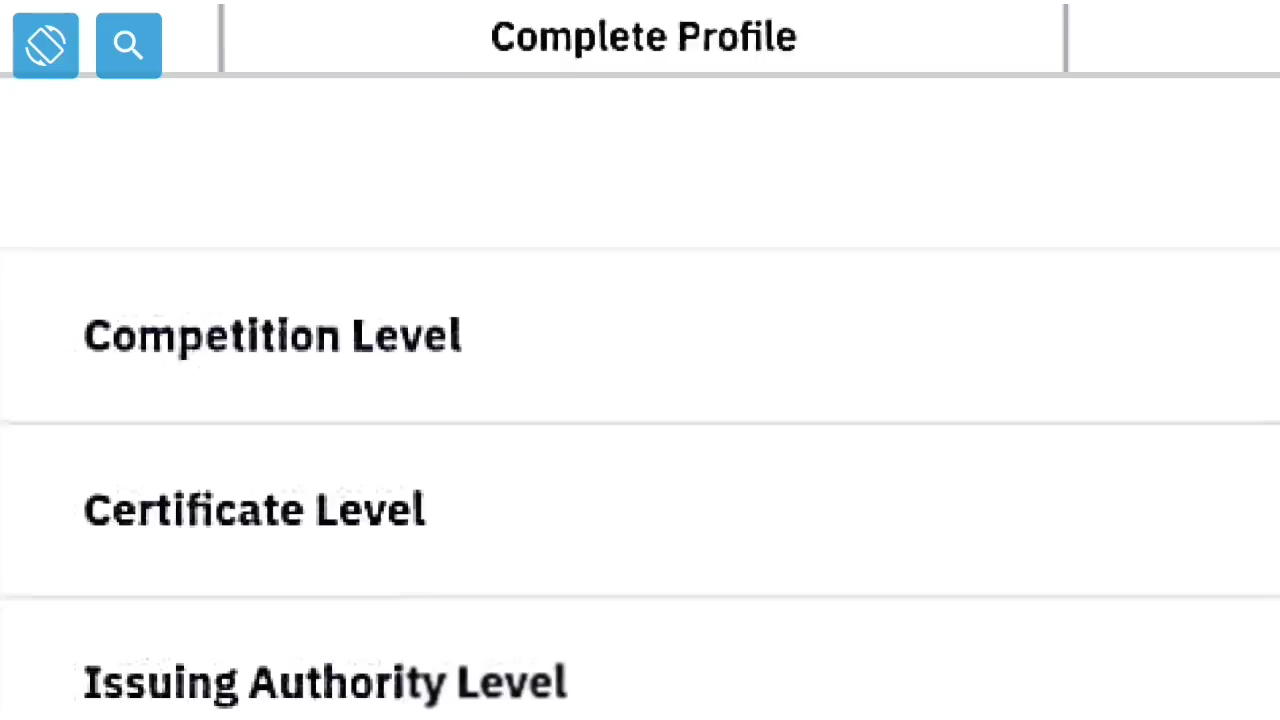 Complete Profile
Competition Level
Certificate Level
Issuing Authority Level